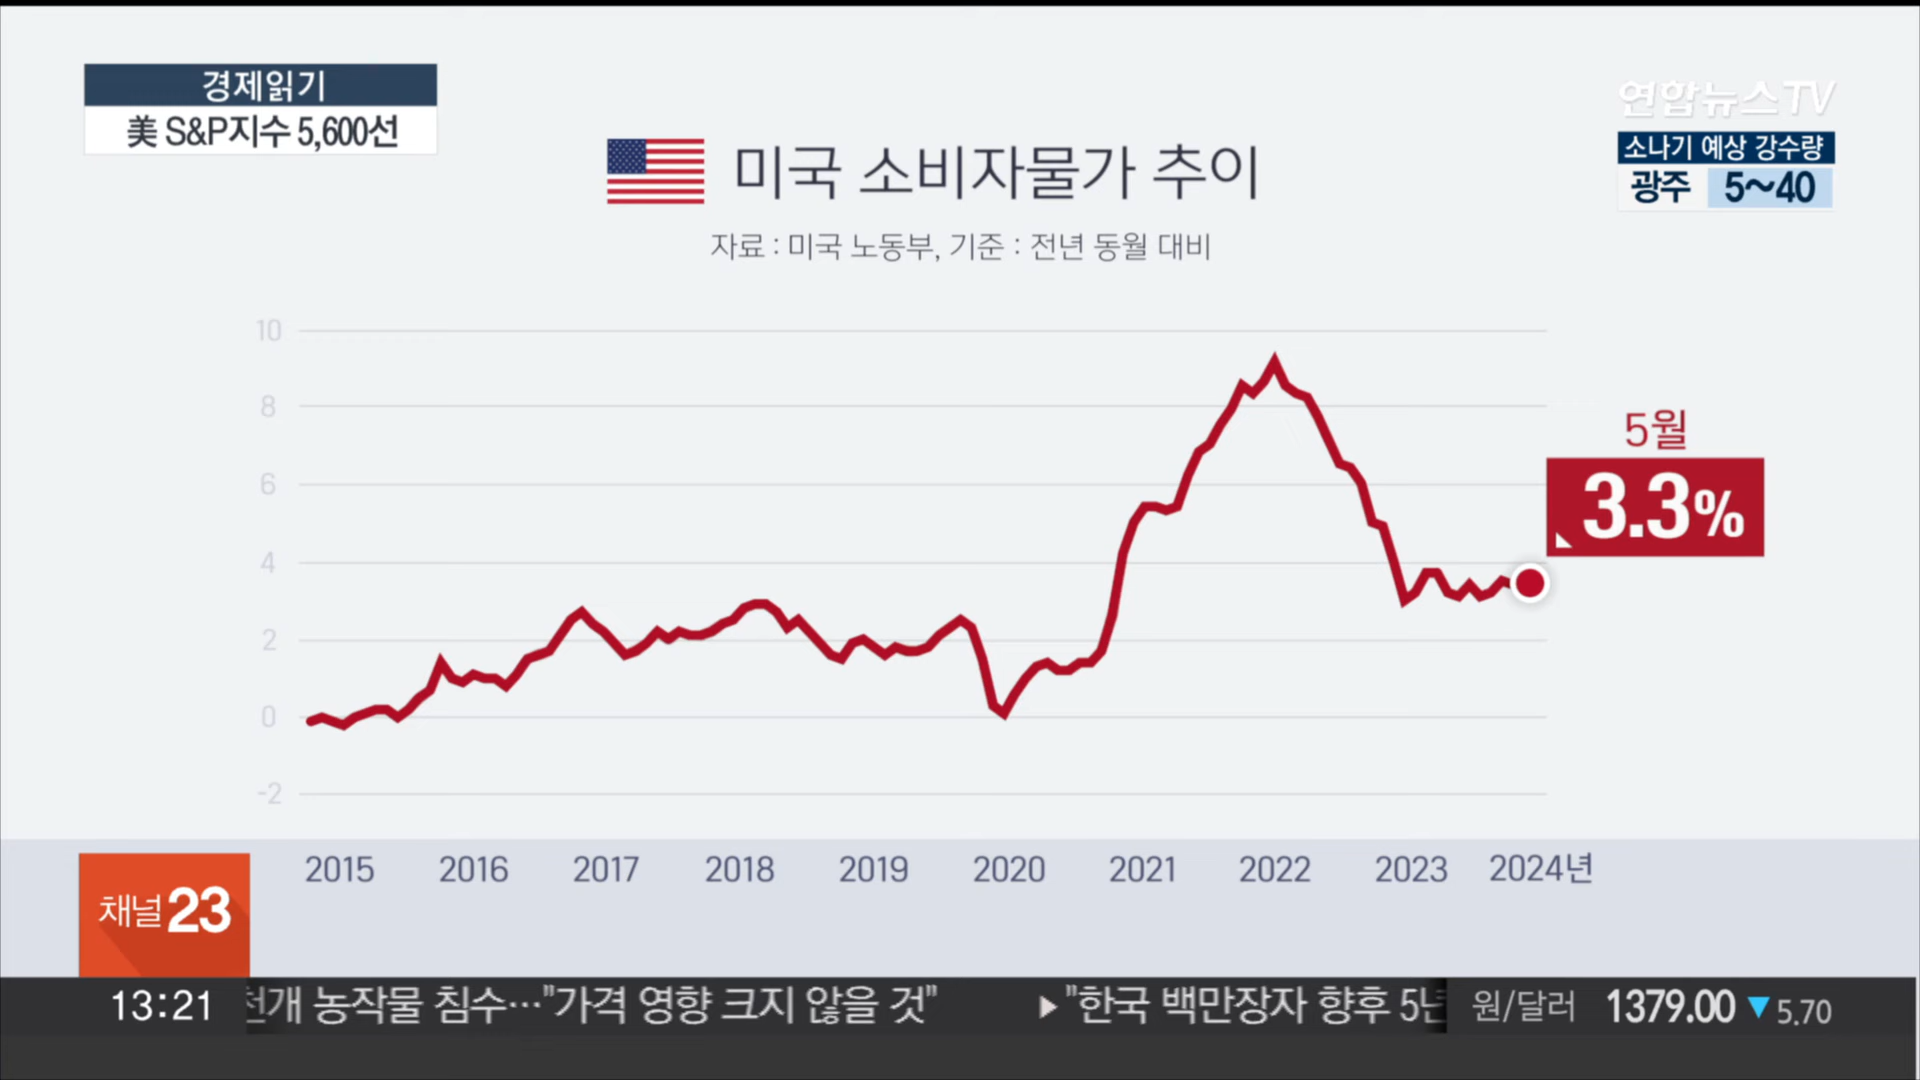 경제읽기
美 S&P지수 5,600선
연합뉴스TV
소나기 예상 강수량
광주 5~40
미국 소비자물가 추이
자료 : 미국 노동부, 기준 : 전년 동월 대비
10
8
6
4
2
0
-2
5월
3.3%
2015 2016 2017 2018 2019 2020 2021 2022 2023 2024년
채널 23
13:21 농작물 침수…"가격 영향 크지 않을 것" ▶"한국 백만장자 향후 원/달러 1379.00 ▼ 5.70